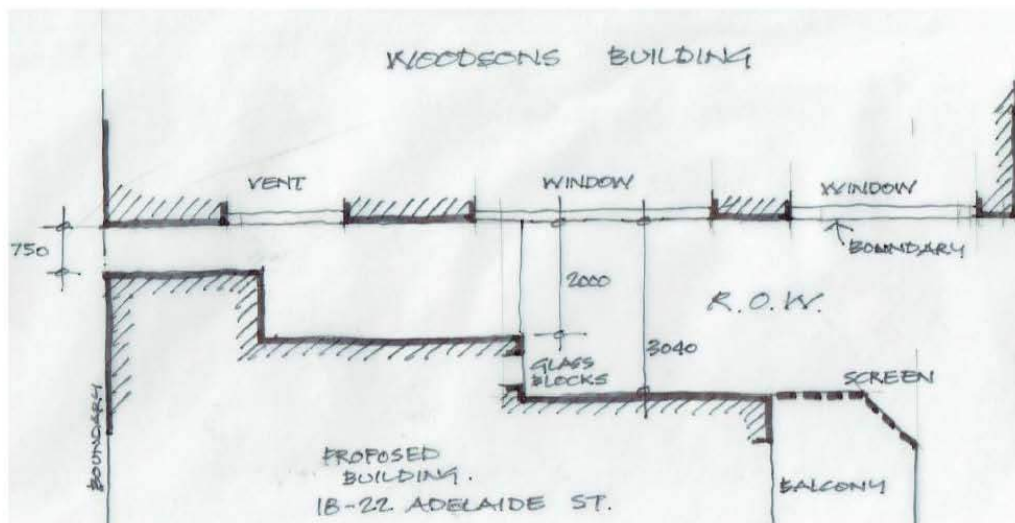 WOODSONS BUILDING
VENT
WINDOW
WINDOW
750
BOUNDARY
2000
R.O.W.
3040
GLASS
BLOCKS
SCREEN
BOUNDARY
PROPOSED
BUILDING.
18-22 ADELAIDE ST.
BALCONY